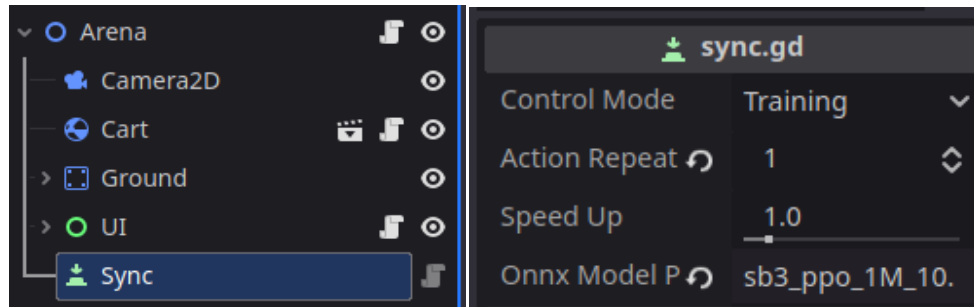 Arena
Camera2D
Cart
Ground
UI
Sync
sync.gd
Control Mode Training
Action Repeat 1
Speed Up 1.0
Onnx Model P sb3_ppo_1M_10.